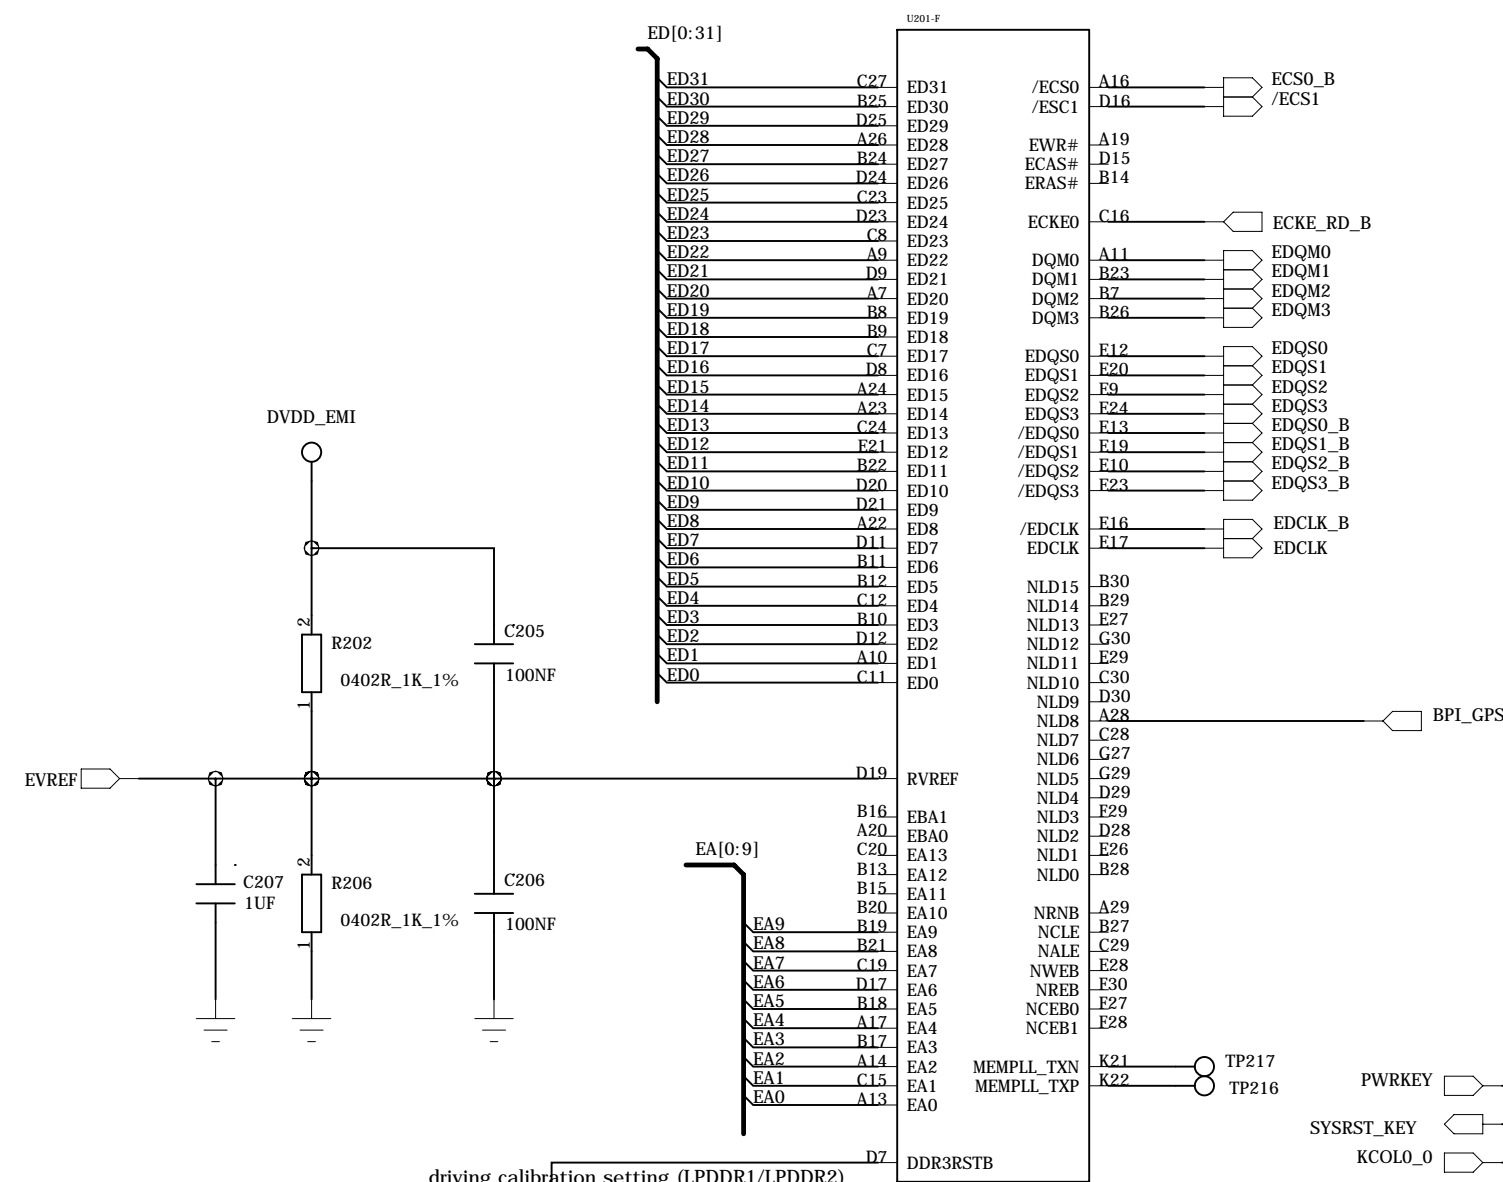 U201-F
ED[0:31]
ED31 C27 ED31 /ECS0 A16 ECS0_B
ED30 B25 ED30 /ESC1 D16 /ECS1
ED29 D25 ED29
ED28 A26 ED28 EWR# A19
ED27 B24 ED27 ECAS# D15
ED26 D24 ED26 ERAS# B14
ED25 C23 ED25
ED24 D23 ED24 ECKE0 C16 ECKE_RD_B
ED23 C8 ED23
ED22 A9 ED22 DQM0 A11 EDQM0
ED21 D9 ED21 DQM1 B23 EDQM1
ED20 A7 ED20 DQM2 B7 EDQM2
ED19 B8 ED19 DQM3 B26 EDQM3
ED18 B9 ED18
ED17 C7 ED17 EDQS0 E12 EDQS0
ED16 D8 ED16 EDQS1 E20 EDQS1
ED15 A24 ED15 EDQS2 E9 EDQS2
ED14 A23 ED14 EDQS3 E24 EDQS3
ED13 C24 ED13 /EDQS0 E13 EDQS0_B
ED12 E21 ED12 /EDQS1 E19 EDQS1_B
ED11 B22 ED11 /EDQS2 E10 EDQS2_B
ED10 D20 ED10 /EDQS3 E23 EDQS3_B
ED9 D21 ED9
ED8 A22 ED8 /EDCLK E16 EDCLK_B
ED7 D11 ED7 EDCLK E17 EDCLK
ED6 B11 ED6
ED5 B12 ED5 NLD15 B30
ED4 C12 ED4 NLD14 B29
ED3 B10 ED3 NLD13 E27
ED2 D12 ED2 NLD12 G30
ED1 A10 ED1 NLD11
ED0 C11 ED0 NLD10 C30
NLD9 D30
NLD8 A28 BPI_GPS
NLD7 C28
NLD6 G27
DVDD_EMI
2
R202
0402R_1K_1%
1
C205
100NF
EVREF D19 RVREF NLD5 G29
NLD4 D29
B16 EBA1 NLD3
A20 EBA0 NLD2 D28
C20 EA13 NLD1 E26
B13 EA12 NLD0 B28
B15 EA11
B20 EA10 NRNB A29
EA[0:9]
EA9 B19 EA9 NCLE B27
EA8 B21 EA8 NALE C29
EA7 C19 EA7 NWEB E28
EA6 D17 EA6 NREB E30
EA5 B18 EA5 NCEB0
EA4 A17 EA4 NCEB1 F28
EA3 B17 EA3
EA2 A14 EA2 MEMPLL_TXN K21 TP217
EA1 C15 EA1 MEMPLL_TXP K22 TP216
EA0 A13 EA0
C207
1UF
2
R206
0402R_1K_1%
1
C206
100NF
PWRKEY
SYSRST_KEY
KCOL0_0
D7 DDR3RSTB
driving calibration setting (LPDDR1/LPDDR2)